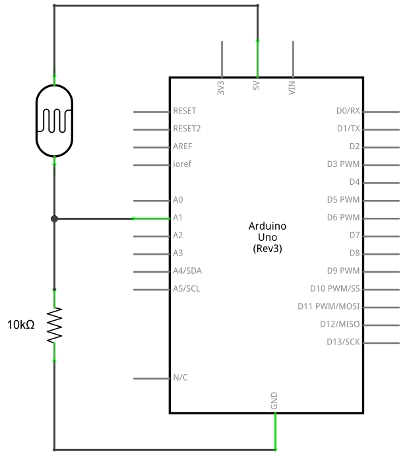 3V3
5V
VIN
RESET
RESET2
AREF
ioref
A0
A1
A2
A3
A4/SDA
A5/SCL
N/C
Arduino
Uno
(Rev3)
D0/RX
D1/TX
D2
D3 PWM
D4
D5 PWM
D6 PWM
D7
D8
D9 PWM
D10 PWM/SS
D11 PWM/MOSI
D12/MISO
D13/SCK
GND
10kΩ